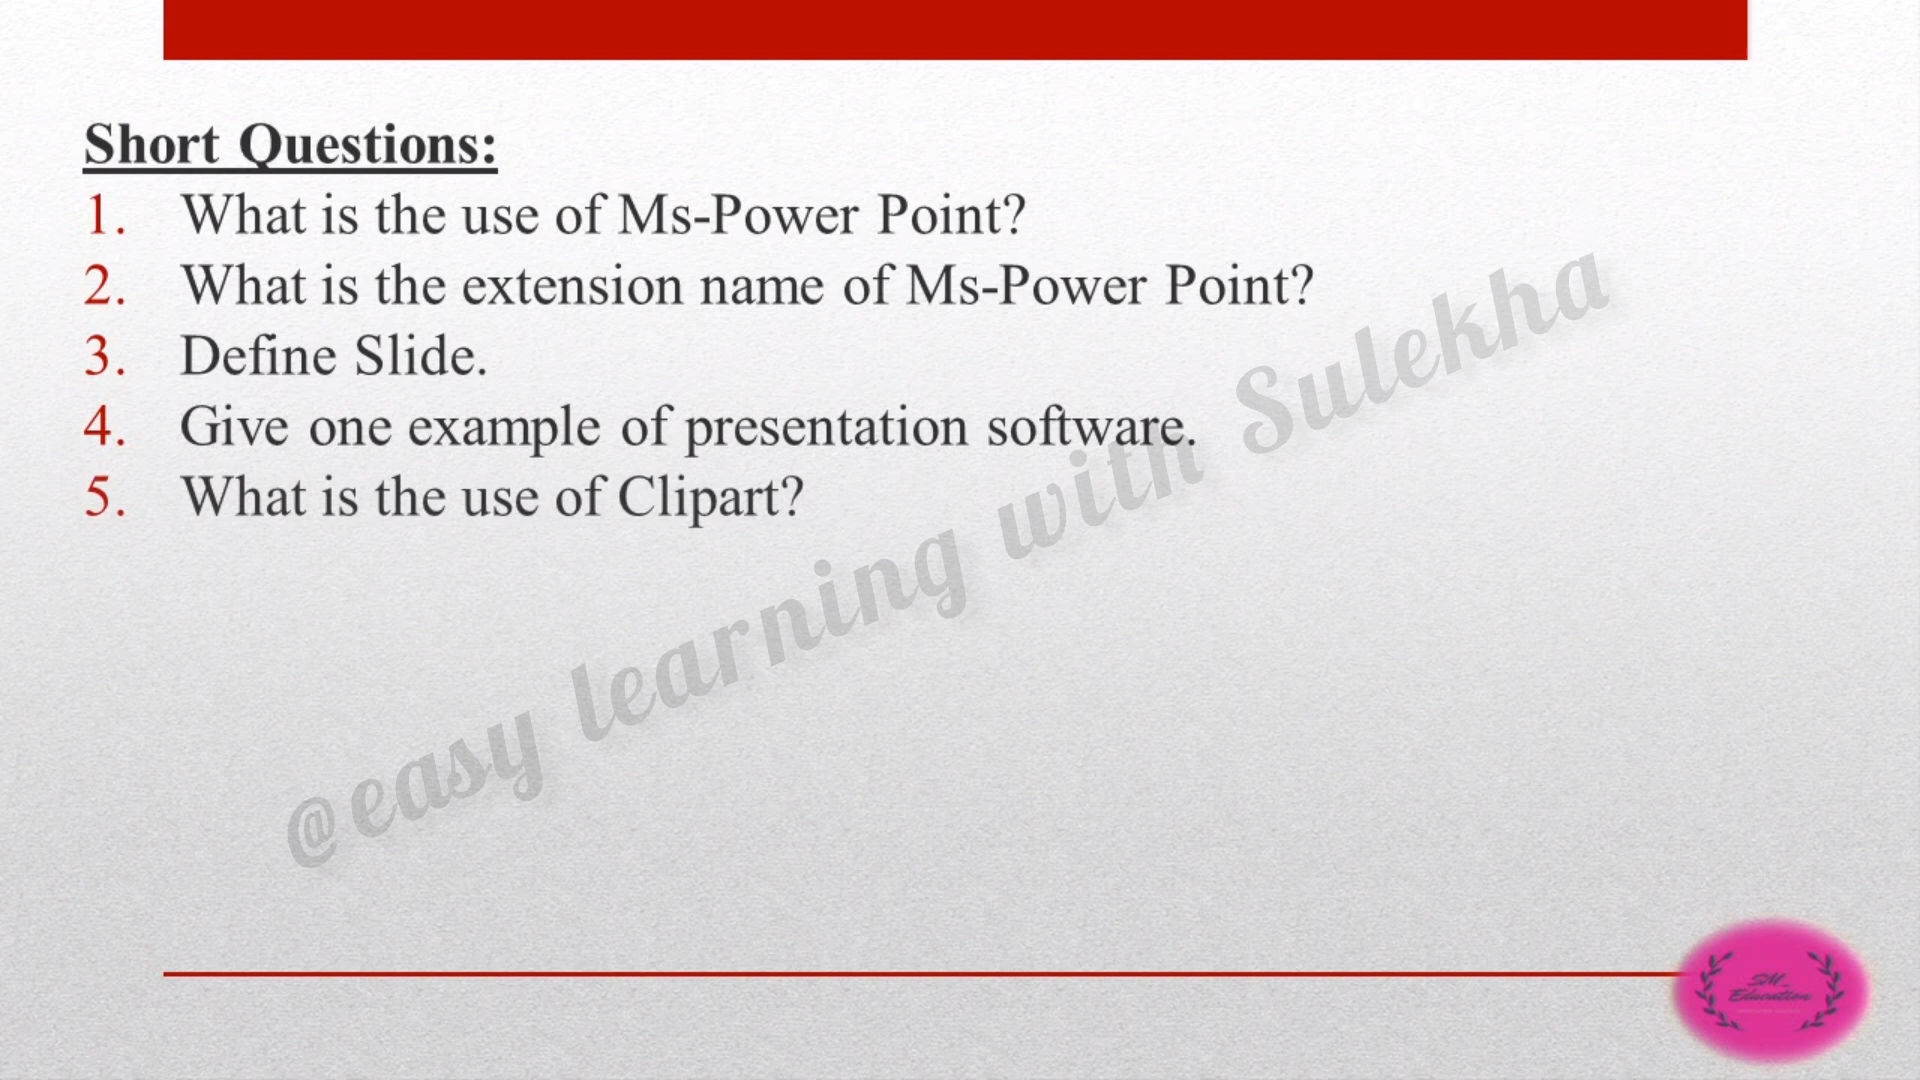 Short Questions:
1. What is the use of Ms-Power Point?
2. What is the extension name of Ms-Power Point?
3. Define Slide.
4. Give one example of presentation software.
5. What is the use of Clipart?
@easy learning with Sulekha
SM_
Education